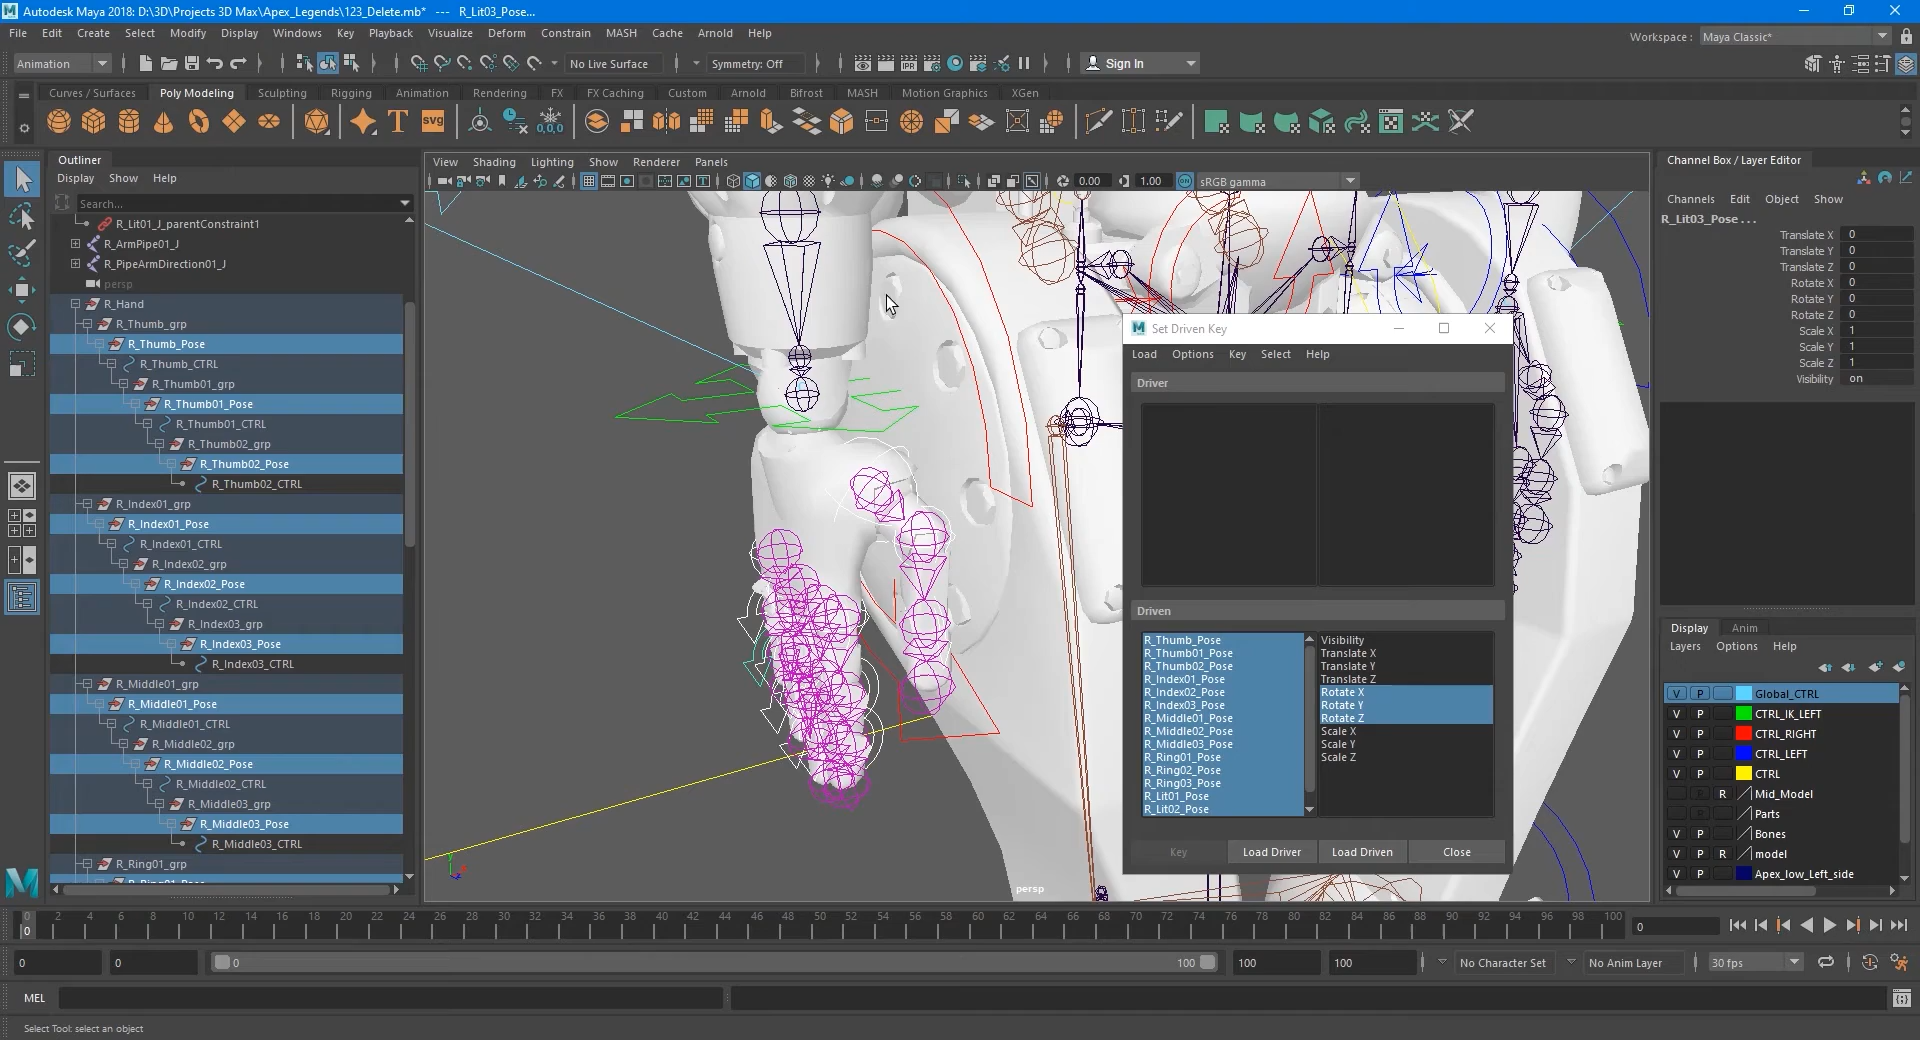 Autodesk Maya 2018: D:\3D\Projects 3D Max\Apex_Legends\123_Delete.mb* --- R_Lit03_Pose...
File Edit Create Select Modify Display Windows Key Playback Visualize Deform Constrain MASH Cache Arnold Help
Workspace : Maya Classic*
Animation No Live Surface Symmetry: Off Sign In
Curves / Surfaces Poly Modeling Sculpting Rigging Animation Rendering FX FX Caching Custom Arnold Bifrost MASH Motion Graphics XGen
IPR T svg 0,0,0
Outliner
Display Show Help
Search...
R_Lit01_J_parentConstraint1
R_ArmPipe01_J
R_PipeArmDirection01_J
persp
R_Hand
R_Thumb_grp
R_Thumb_Pose
R_Thumb_CTRL
R_Thumb01_grp
R_Thumb01_Pose
R_Thumb01_CTRL
R_Thumb02_grp
R_Thumb02_Pose
R_Thumb02_CTRL
R_Index01_grp
R_Index01_Pose
R_Index01_CTRL
R_Index02_grp
R_Index02_Pose
R_Index02_CTRL
R_Index03_grp
R_Index03_Pose
R_Index03_CTRL
R_Middle01_grp
R_Middle01_Pose
R_Middle01_CTRL
R_Middle02_grp
R_Middle02_Pose
R_Middle02_CTRL
R_Middle03_grp
R_Middle03_Pose
R_Middle03_CTRL
R_Ring01_grp
View Shading Lighting Show Renderer Panels
0.00 1.00 ON sRGB gamma
persp
Set Driven Key
Load Options Key Select Help
Driver
Driven
R_Thumb_Pose
R_Thumb01_Pose
R_Thumb02_Pose
R_Index01_Pose
R_Index02_Pose
R_Index03_Pose
R_Middle01_Pose
R_Middle02_Pose
R_Middle03_Pose
R_Ring01_Pose
R_Ring02_Pose
R_Ring03_Pose
R_Lit01_Pose
R_Lit02_Pose
Visibility
Translate X
Translate Y
Translate Z
Rotate X
Rotate Y
Rotate Z
Scale X
Scale Y
Scale Z
Key Load Driver Load Driven Close
Channel Box / Layer Editor
Channels Edit Object Show
R_Lit03_Pose . . .
Translate X 0
Translate Y 0
Translate Z 0
Rotate X 0
Rotate Y 0
Rotate Z 0
Scale X 1
Scale Y 1
Scale Z 1
Visibility on
Display Anim
Layers Options Help
V P Global_CTRL
V P CTRL_IK_LEFT
V P CTRL_RIGHT
V P CTRL_LEFT
V P CTRL
R Mid_Model
Parts
V P Bones
V P R model
V P Apex_low_Left_side
0 2 4 6 8 10 12 14 16 18 20 22 24 26 28 30 32 34 36 38 40 42 44 46 48 50 52 54 56 58 60 62 64 66 68 70 72 74 76 78 80 82 84 86 88 90 92 94 96 98 100
0 0
0 0 0 100 100 100 No Character Set No Anim Layer 30 fps
MEL
Select Tool: select an object